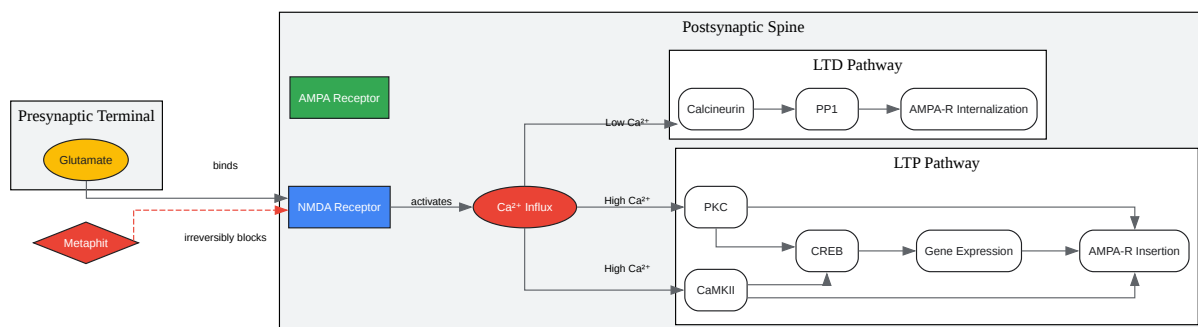 Postsynaptic Spine
LTD Pathway
AMPA Receptor
Calcineurin
PP1
AMPA-R Internalization
Presynaptic Terminal
Low Ca²⁺
Glutamate
binds
LTP Pathway
NMDA Receptor
activates
Ca²⁺ Influx
High Ca²⁺
PKC
irreversibly blocks
Metaphit
CREB
Gene Expression
AMPA-R Insertion
High Ca²⁺
CaMKII